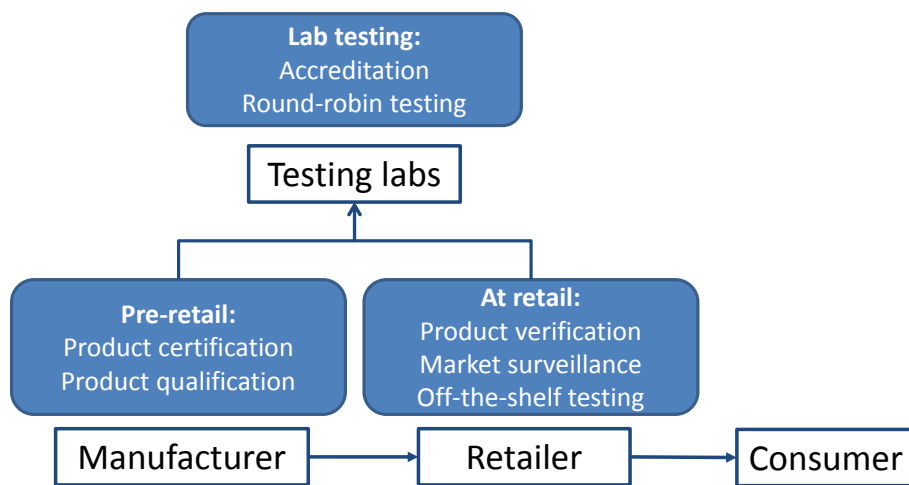 Lab testing:
Accreditation
Round-robin testing
Testing labs
Pre-retail:
Product certification
Product qualification
At retail:
Product verification
Market surveillance
Off-the-shelf testing
Manufacturer
Retailer
Consumer